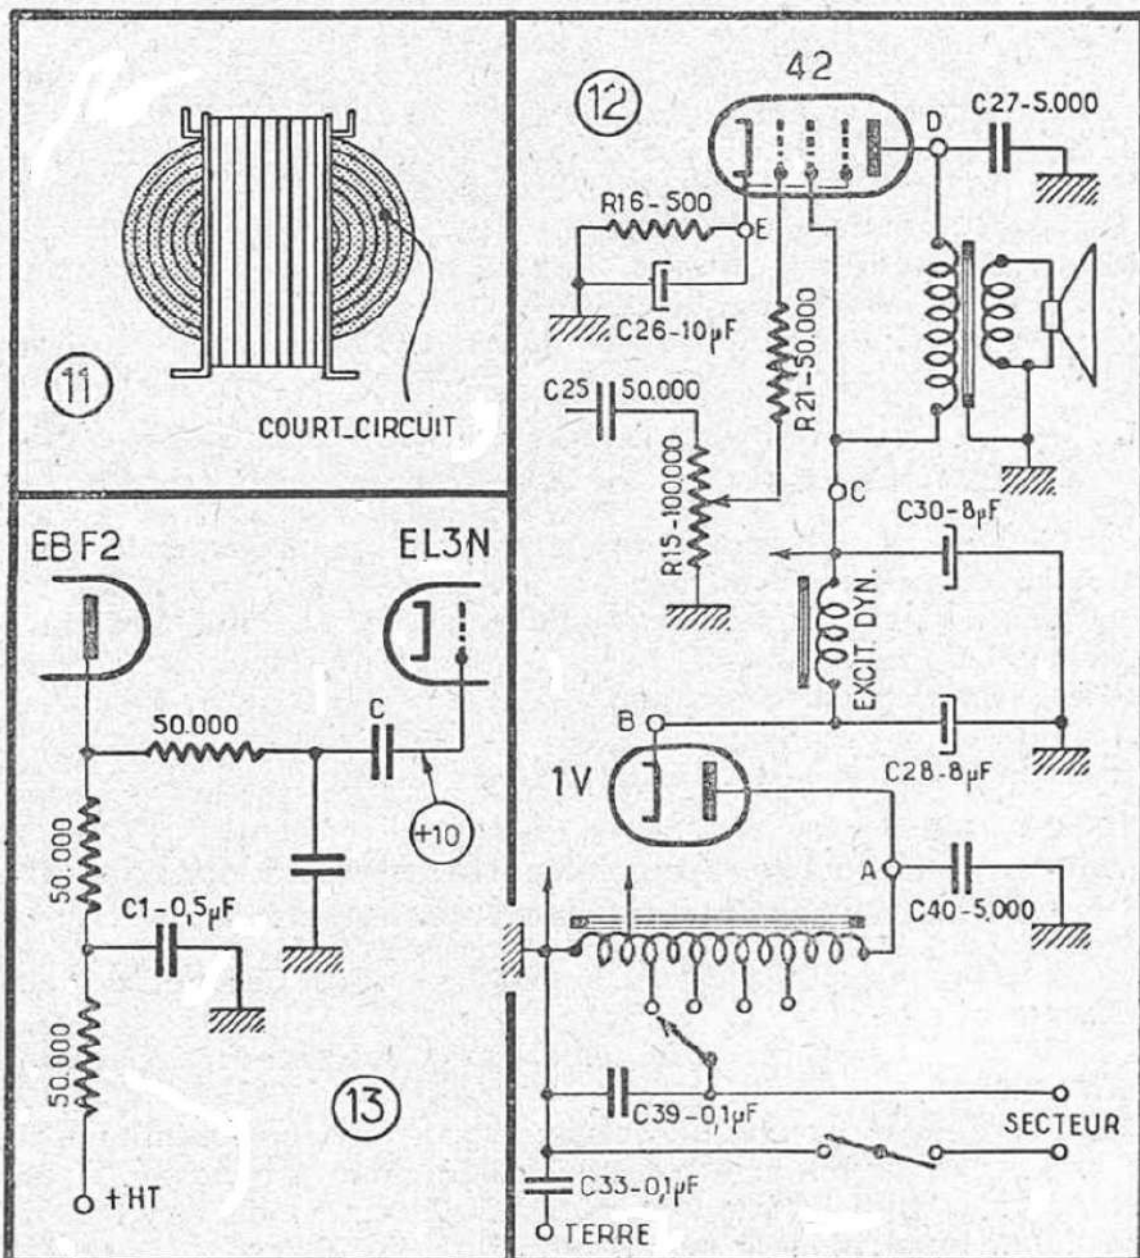 11
COURT_CIRCUIT
12
42
D
C27-5.000
R16-500
E
C26-10µF
R21-50.000
C25
50.000
R15-100.000
C
C30-8µF
EXCIT. DYN.
B
C28-8µF
1V
A
C40-5.000
C39-0,1µF
SECTEUR
C33-0,1µF
TERRE
13
EBF2
EL3N
50.000
C
+10
50.000
C1-0,5µF
50.000
+HT